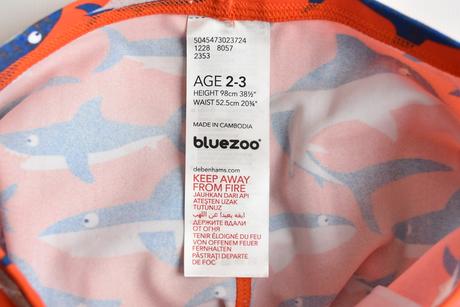 5045473023724
1228 8057
2353
AGE 2-3
HEIGHT 98cm 38½"
WAIST 52.5cm 20¾"
MADE IN CAMBODIA
bluezoo
debenhams.com
KEEP AWAY
FROM FIRE
JAUHKAN DARI API
ATEŞTEN UZAK
TUTUNUZ
ابقه بعيدا عن اللهب
ДЕРЖИТЕ ВДАЛИ
ОТ ОГНЯ
TENIR ÉLOIGNÉ DU FEU
VON OFFENEM FEUER
FERNHALTEN
PĂSTRAȚI DEPARTE
DE FOC